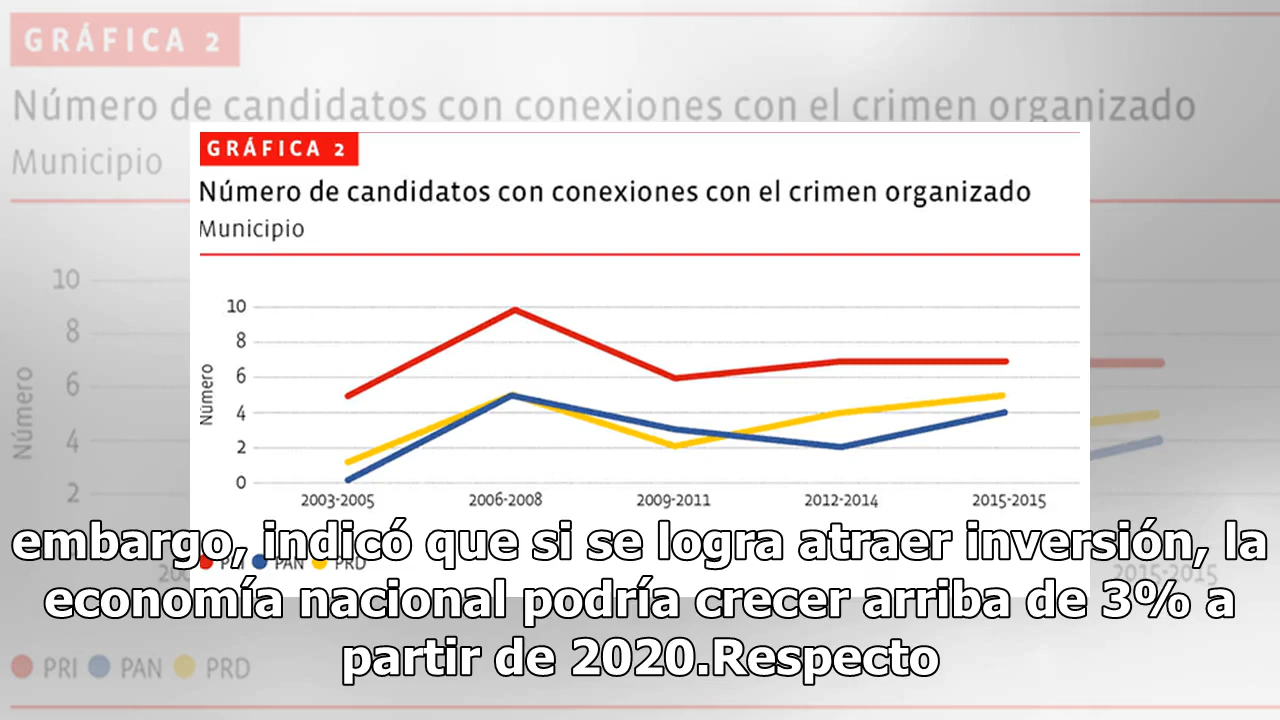 GRÁFICA 2
Número de candidatos con conexiones con el crimen organizado
Municipio
10
8
6
4
2
Número
2015-2015
PRI PAN PRD
GRÁFICA 2
Número de candidatos con conexiones con el crimen organizado
Municipio
10
8
6
4
2
0
Número
2003-2005 2006-2008 2009-2011 2012-2014 2015-2015
PRI PAN PRD
embargo, indicó que si se logra atraer inversión, la
economía nacional podría crecer arriba de 3% a
partir de 2020.Respecto